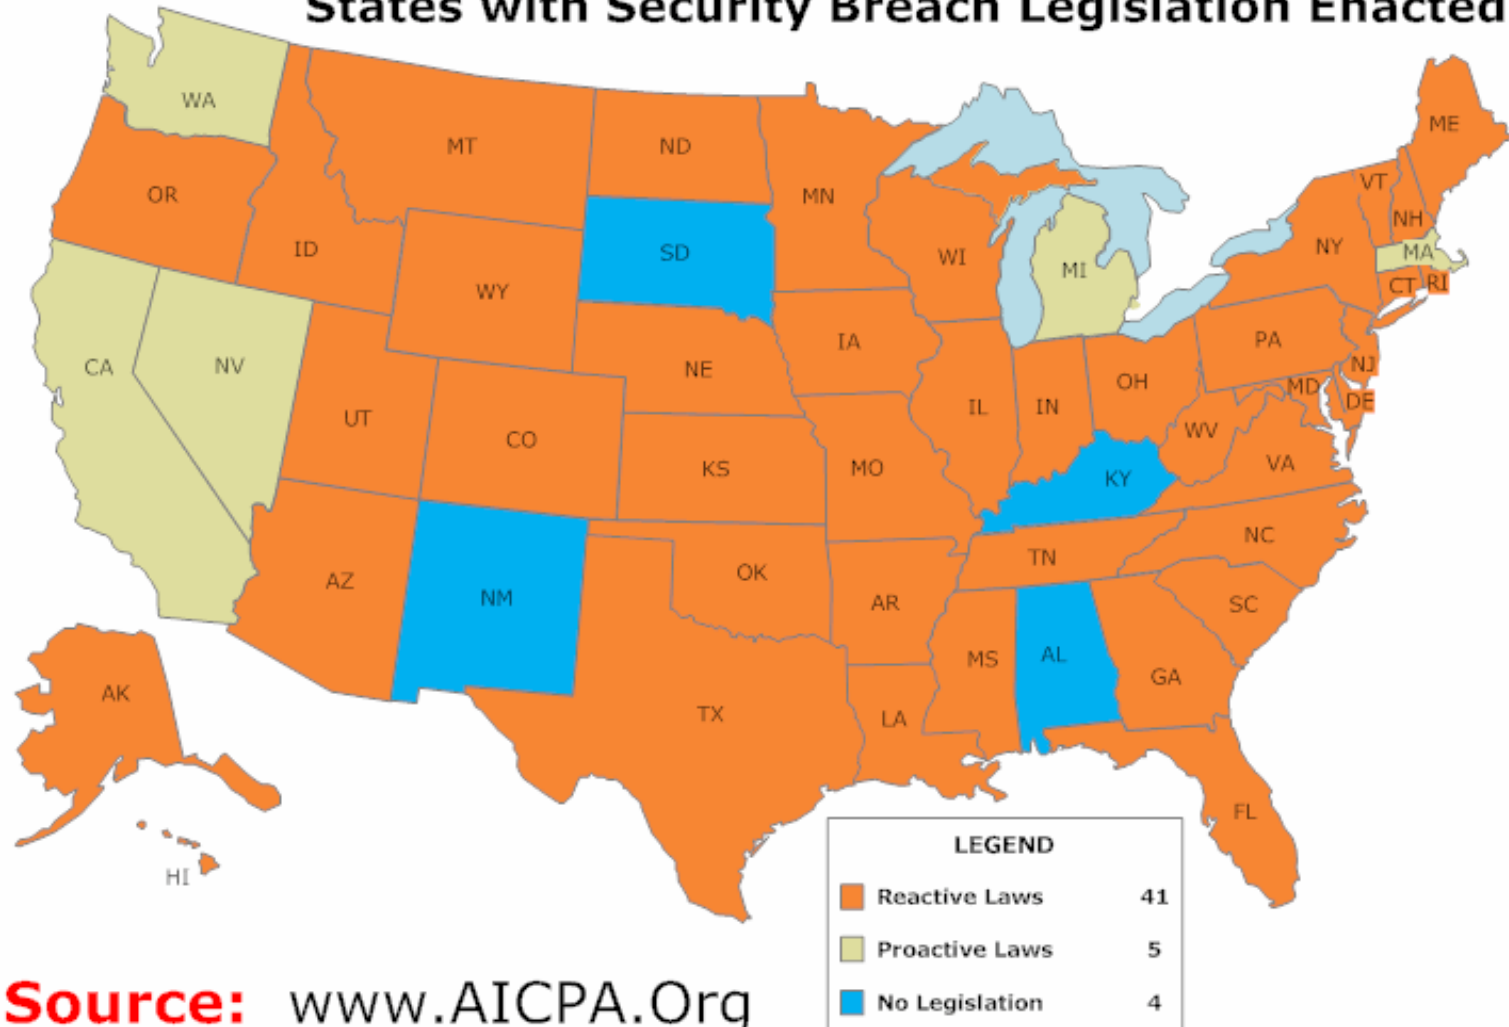 States with Security Breach Legislation Enacted
WA
ME
MT
ND
VT
OR
MN
NH
NY
ID
SD
WI
MA
MI
WY
CT
RI
IA
PA
CA
NV
NE
NJ
OH
MD
DE
UT
IL
IN
CO
WV
KS
MO
VA
KY
NC
TN
OK
AZ
NM
AR
SC
AL
MS
GA
AK
TX
LA
FL
HI
LEGEND
Reactive Laws 41
Proactive Laws 5
No Legislation 4
Source: www.AICPA.Org